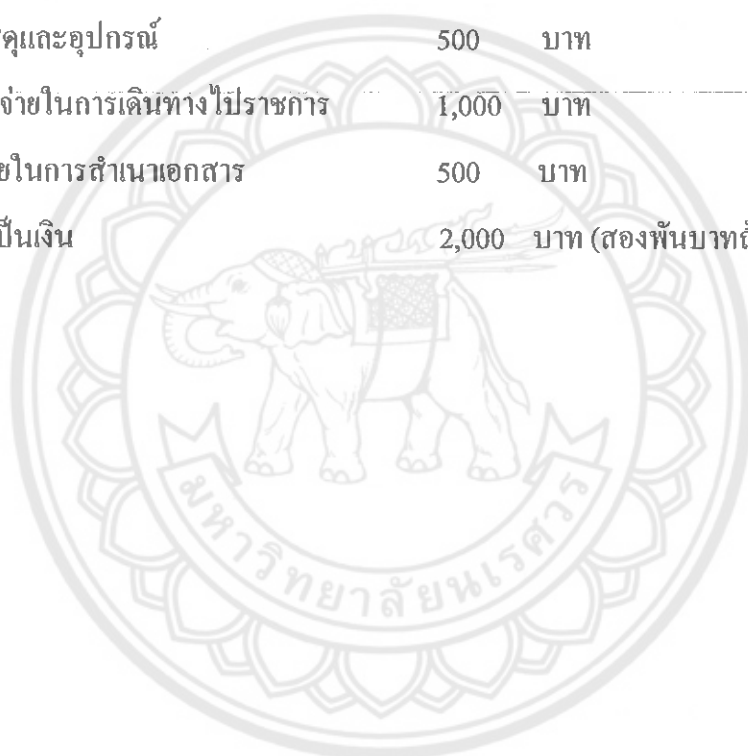 สดุและอุปกรณ์ 500 บาท
จ่ายในการเดินทางไปราชการ 1,000 บาท
ยในการสำเนาเอกสาร 500 บาท
เป็นเงิน 2,000 บาท (สองพันบาทถ้
มหาวิทยาลัยนเรศวร